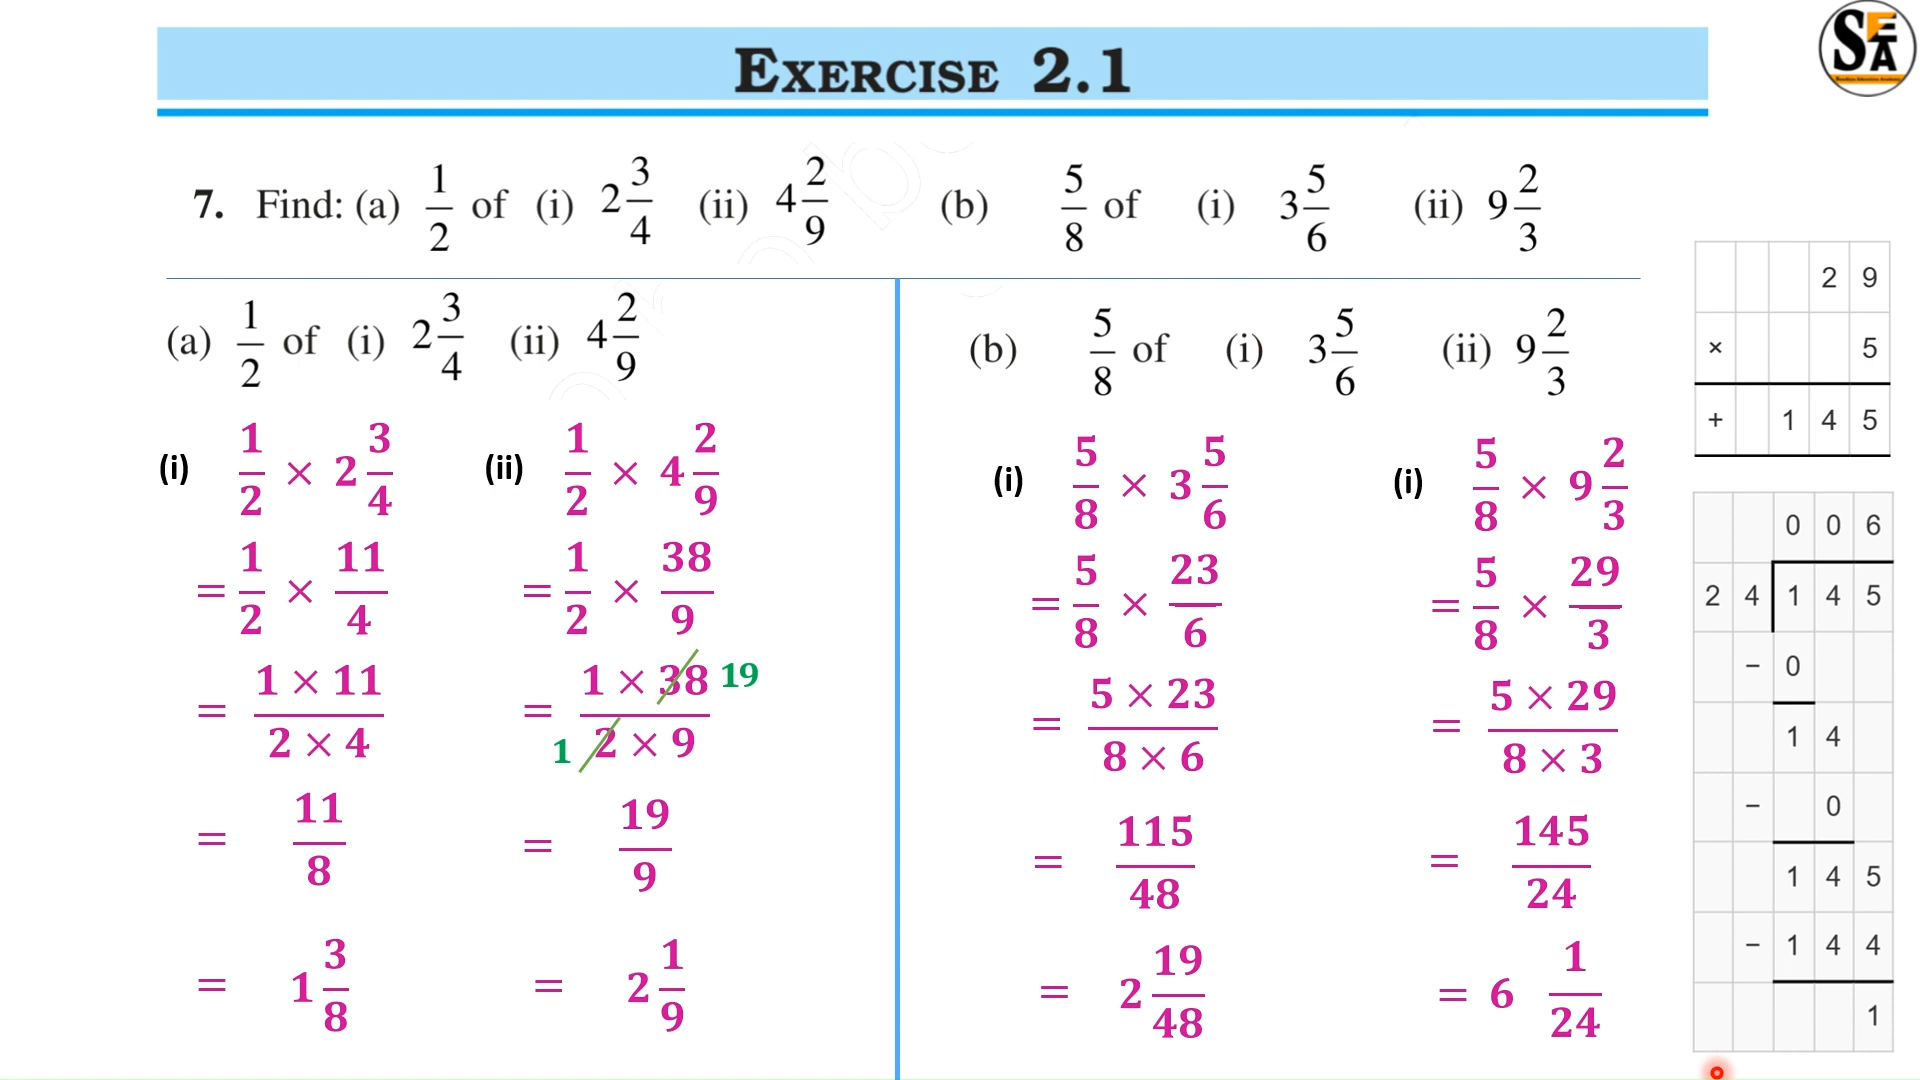 EXERCISE 2.1
SEA
7. Find: (a) 1/2 of (i) 2 3/4 (ii) 4 2/9 (b) 5/8 of (i) 3 5/6 (ii) 9 2/3
(a) 1/2 of (i) 2 3/4 (ii) 4 2/9
(i) 1/2 × 2 3/4
= 1/2 × 11/4
= 1 × 11 / 2 × 4
= 11/8
= 1 3/8
(ii) 1/2 × 4 2/9
= 1/2 × 38/9
= 1 × 38 / 2 × 9
19
1
= 19/9
= 2 1/9
(b) 5/8 of (i) 3 5/6 (ii) 9 2/3
(i) 5/8 × 3 5/6
= 5/8 × 23/6
= 5 × 23 / 8 × 6
= 115/48
= 2 19/48
(i) 5/8 × 9 2/3
= 5/8 × 29/3
= 5 × 29 / 8 × 3
= 145/24
= 6 1/24
2 9
× 5
+ 1 4 5
0 0 6
2 4 1 4 5
− 0
1 4
− 0
1 4 5
− 1 4 4
1